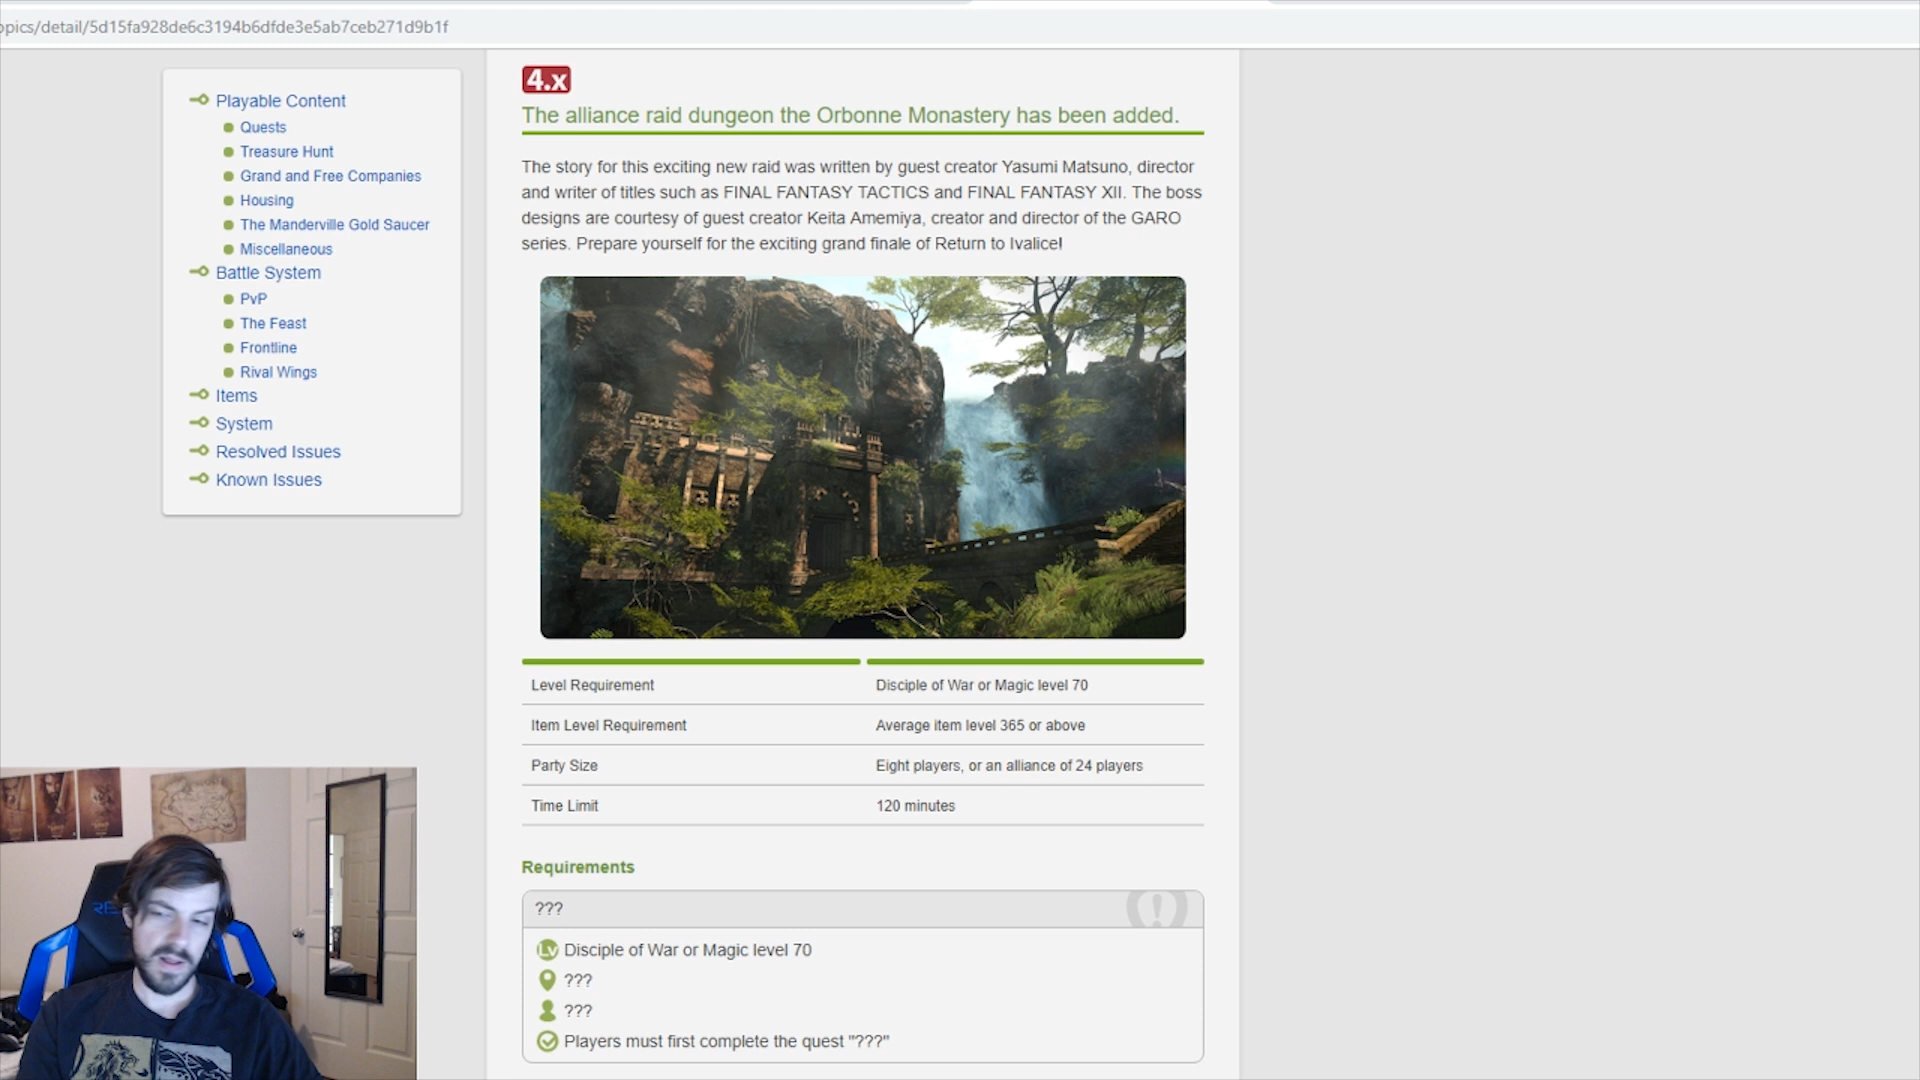 opics/detail/5d15fa928de6c3194b6dfde3e5ab7ceb271d9b1f
Playable Content
Quests
Treasure Hunt
Grand and Free Companies
Housing
The Manderville Gold Saucer
Miscellaneous
Battle System
PvP
The Feast
Frontline
Rival Wings
Items
System
Resolved Issues
Known Issues
4.x
The alliance raid dungeon the Orbonne Monastery has been added.
The story for this exciting new raid was written by guest creator Yasumi Matsuno, director
and writer of titles such as FINAL FANTASY TACTICS and FINAL FANTASY XII. The boss
designs are courtesy of guest creator Keita Amemiya, creator and director of the GARO
series. Prepare yourself for the exciting grand finale of Return to Ivalice!
Level Requirement Disciple of War or Magic level 70
Item Level Requirement Average item level 365 or above
Party Size Eight players, or an alliance of 24 players
Time Limit 120 minutes
Requirements
???
Lv Disciple of War or Magic level 70
???
???
Players must first complete the quest "???"
RE